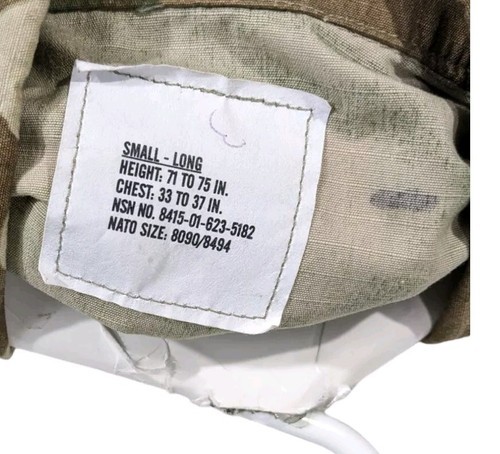 SMALL - LONG
HEIGHT: 71 TO 75 IN.
CHEST: 33 TO 37 IN.
NSN NO. 8415-01-623-5182
NATO SIZE: 8090/8494